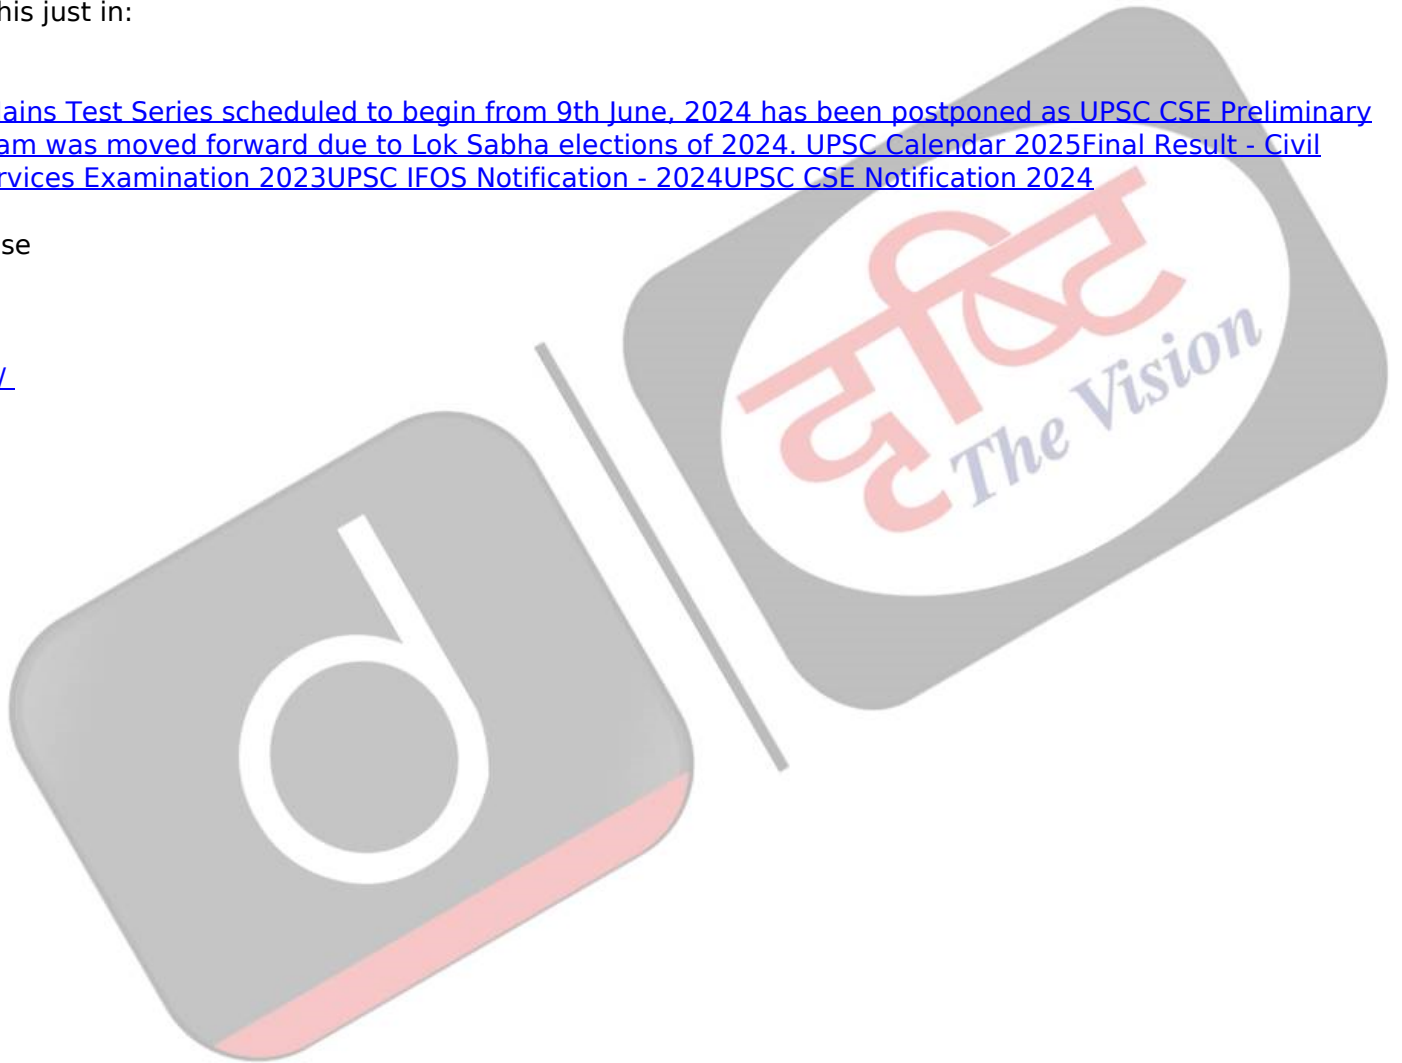 his just in:
ains Test Series scheduled to begin from 9th June, 2024 has been postponed as UPSC CSE Preliminary
am was moved forward due to Lok Sabha elections of 2024. UPSC Calendar 2025Final Result - Civil
rvices Examination 2023UPSC IFOS Notification - 2024UPSC CSE Notification 2024
se
/
दृष्टि
The Vision
d